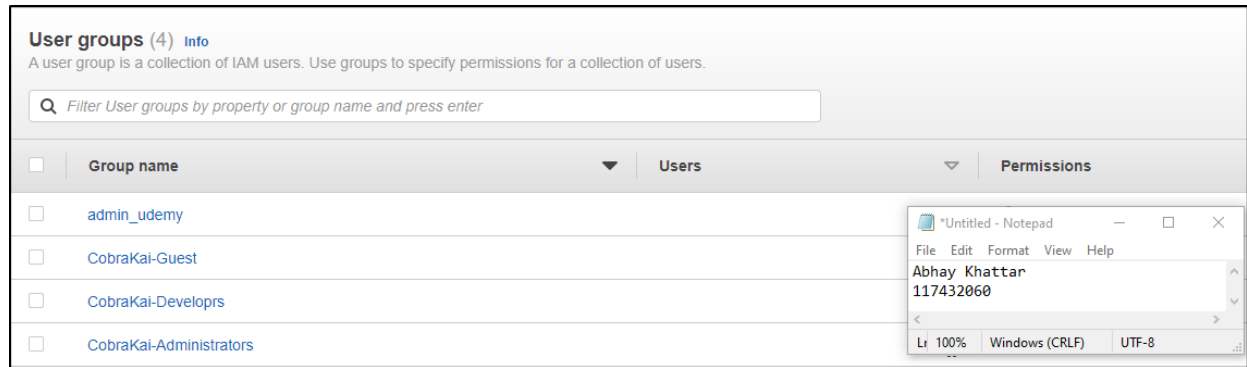 User groups (4) Info
A user group is a collection of IAM users. Use groups to specify permissions for a collection of users.
Filter User groups by property or group name and press enter
Group name Users Permissions
admin_udemy
CobraKai-Guest
CobraKai-Developrs
CobraKai-Administrators
*Untitled - Notepad
File Edit Format View Help
Abhay Khattar
117432060
100% Windows (CRLF) UTF-8